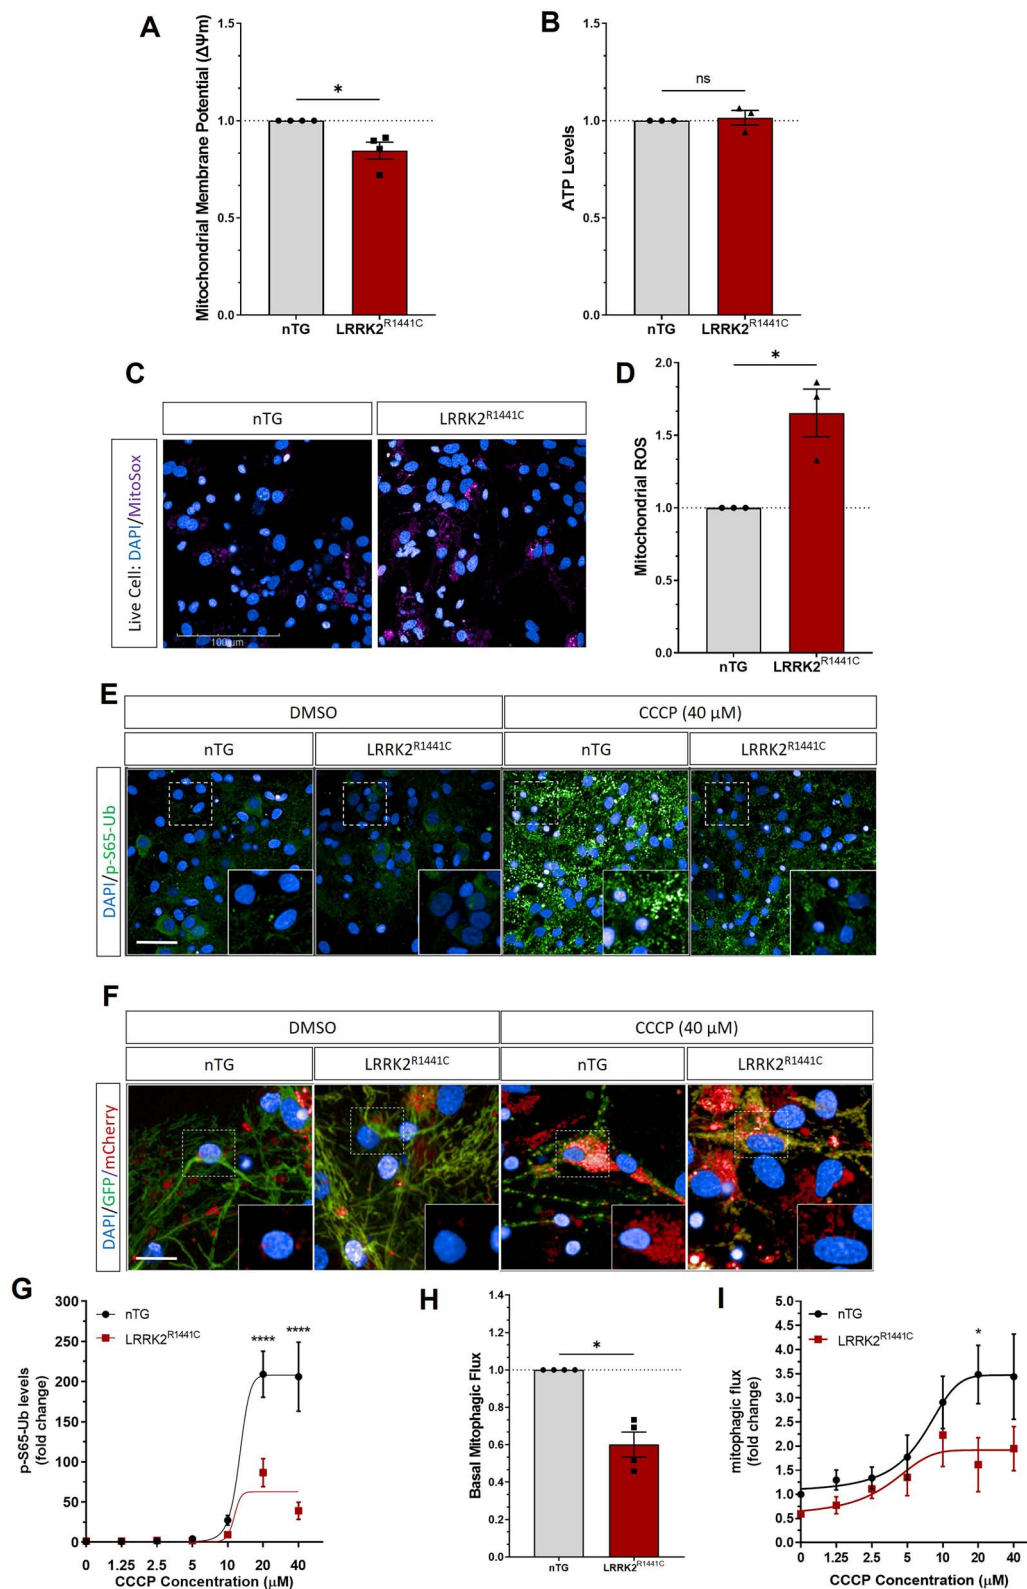 A
Mitochondrial Membrane Potential (ΔΨm)
1.5
1.0
0.5
0.0
*
nTG
LRRK2R1441C
B
ATP Levels
1.5
1.0
0.5
0.0
ns
nTG
LRRK2R1441C
C
nTG
LRRK2R1441C
Live Cell: DAPI/MitoSox
100 µm
D
Mitochondrial ROS
2.0
1.5
1.0
0.5
0.0
*
nTG
LRRK2R1441C
E
DMSO
CCCP (40 µM)
nTG
LRRK2R1441C
nTG
LRRK2R1441C
DAPI/p-S65-Ub
F
DMSO
CCCP (40 µM)
nTG
LRRK2R1441C
nTG
LRRK2R1441C
DAPI/GFP/mCherry
G
p-S65-Ub levels
(fold change)
300
250
200
150
100
50
0
nTG
LRRK2R1441C
****
****
0 1.25 2.5 5 10 20 40
CCCP Concentration (µM)
H
Basal Mitophagic Flux
1.4
1.2
1.0
0.8
0.6
0.4
0.2
0.0
*
nTG
LRRK2R1441C
I
mitophagic flux
(fold change)
5.0
4.5
4.0
3.5
3.0
2.5
2.0
1.5
1.0
0.5
0.0
nTG
LRRK2R1441C
*
0 1.25 2.5 5 10 20 40
CCCP Concentration (µM)